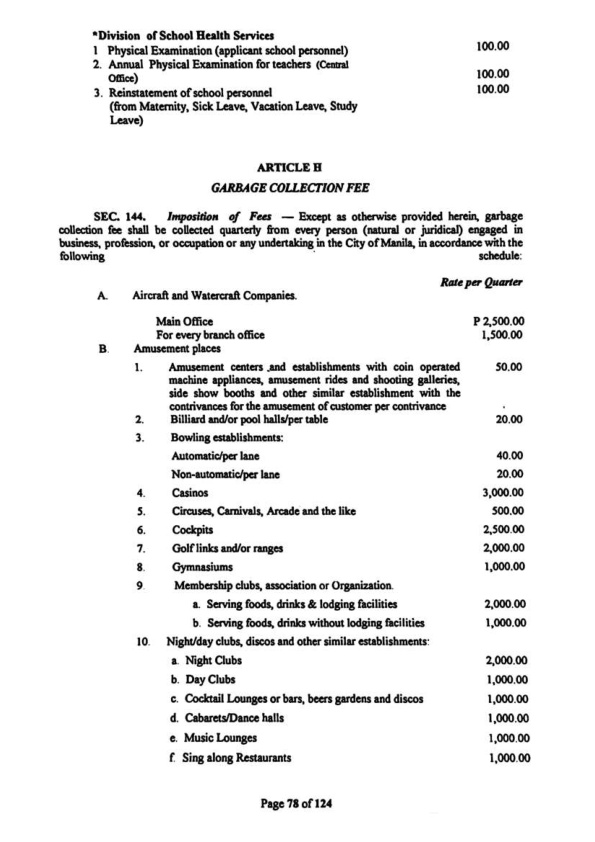 *Division of School Health Services
1 Physical Examination (applicant school personnel) 100.00
2. Annual Physical Examination for teachers (Central
Office) 100.00
3. Reinstatement of school personnel 100.00
(from Maternity, Sick Leave, Vacation Leave, Study
Leave)
ARTICLE H
GARBAGE COLLECTION FEE
SEC. 144. Imposition of Fees — Except as otherwise provided herein, garbage
collection fee shall be collected quarterly from every person (natural or juridical) engaged in
business, profession, or occupation or any undertaking in the City of Manila, in accordance with the
following schedule:
Rate per Quarter
A. Aircraft and Watercraft Companies.
Main Office P 2,500.00
For every branch office 1,500.00
B. Amusement places
1. Amusement centers and establishments with coin operated 50.00
machine appliances, amusement rides and shooting galleries,
side show booths and other similar establishment with the
contrivances for the amusement of customer per contrivance
2. Billiard and/or pool halls/per table 20.00
3. Bowling establishments:
Automatic/per lane 40.00
Non-automatic/per lane 20.00
4. Casinos 3,000.00
5. Circuses, Carnivals, Arcade and the like 500.00
6. Cockpits 2,500.00
7. Golf links and/or ranges 2,000.00
8. Gymnasiums 1,000.00
9. Membership clubs, association or Organization.
a. Serving foods, drinks & lodging facilities 2,000.00
b. Serving foods, drinks without lodging facilities 1,000.00
10. Night/day clubs, discos and other similar establishments:
a. Night Clubs 2,000.00
b. Day Clubs 1,000.00
c. Cocktail Lounges or bars, beers gardens and discos 1,000.00
d. Cabarets/Dance halls 1,000.00
e. Music Lounges 1,000.00
f. Sing along Restaurants 1,000.00
Page 78 of 124